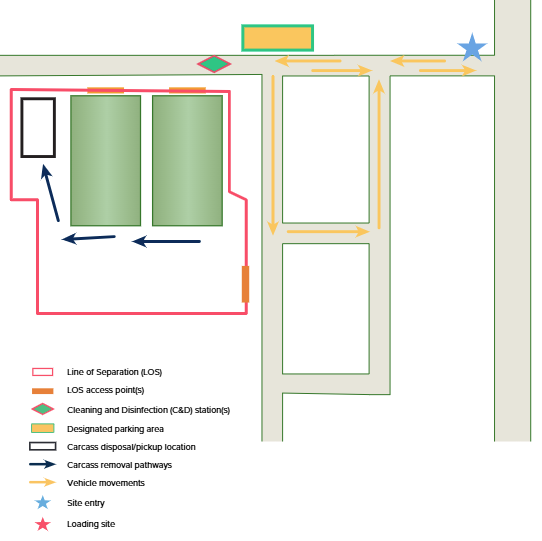 Line of Separation (LOS)
LOS access point(s)
Cleaning and Disinfection (C&D) station(s)
Designated parking area
Carcass disposal/pickup location
Carcass removal pathways
Vehicle movements
Site entry
Loading site